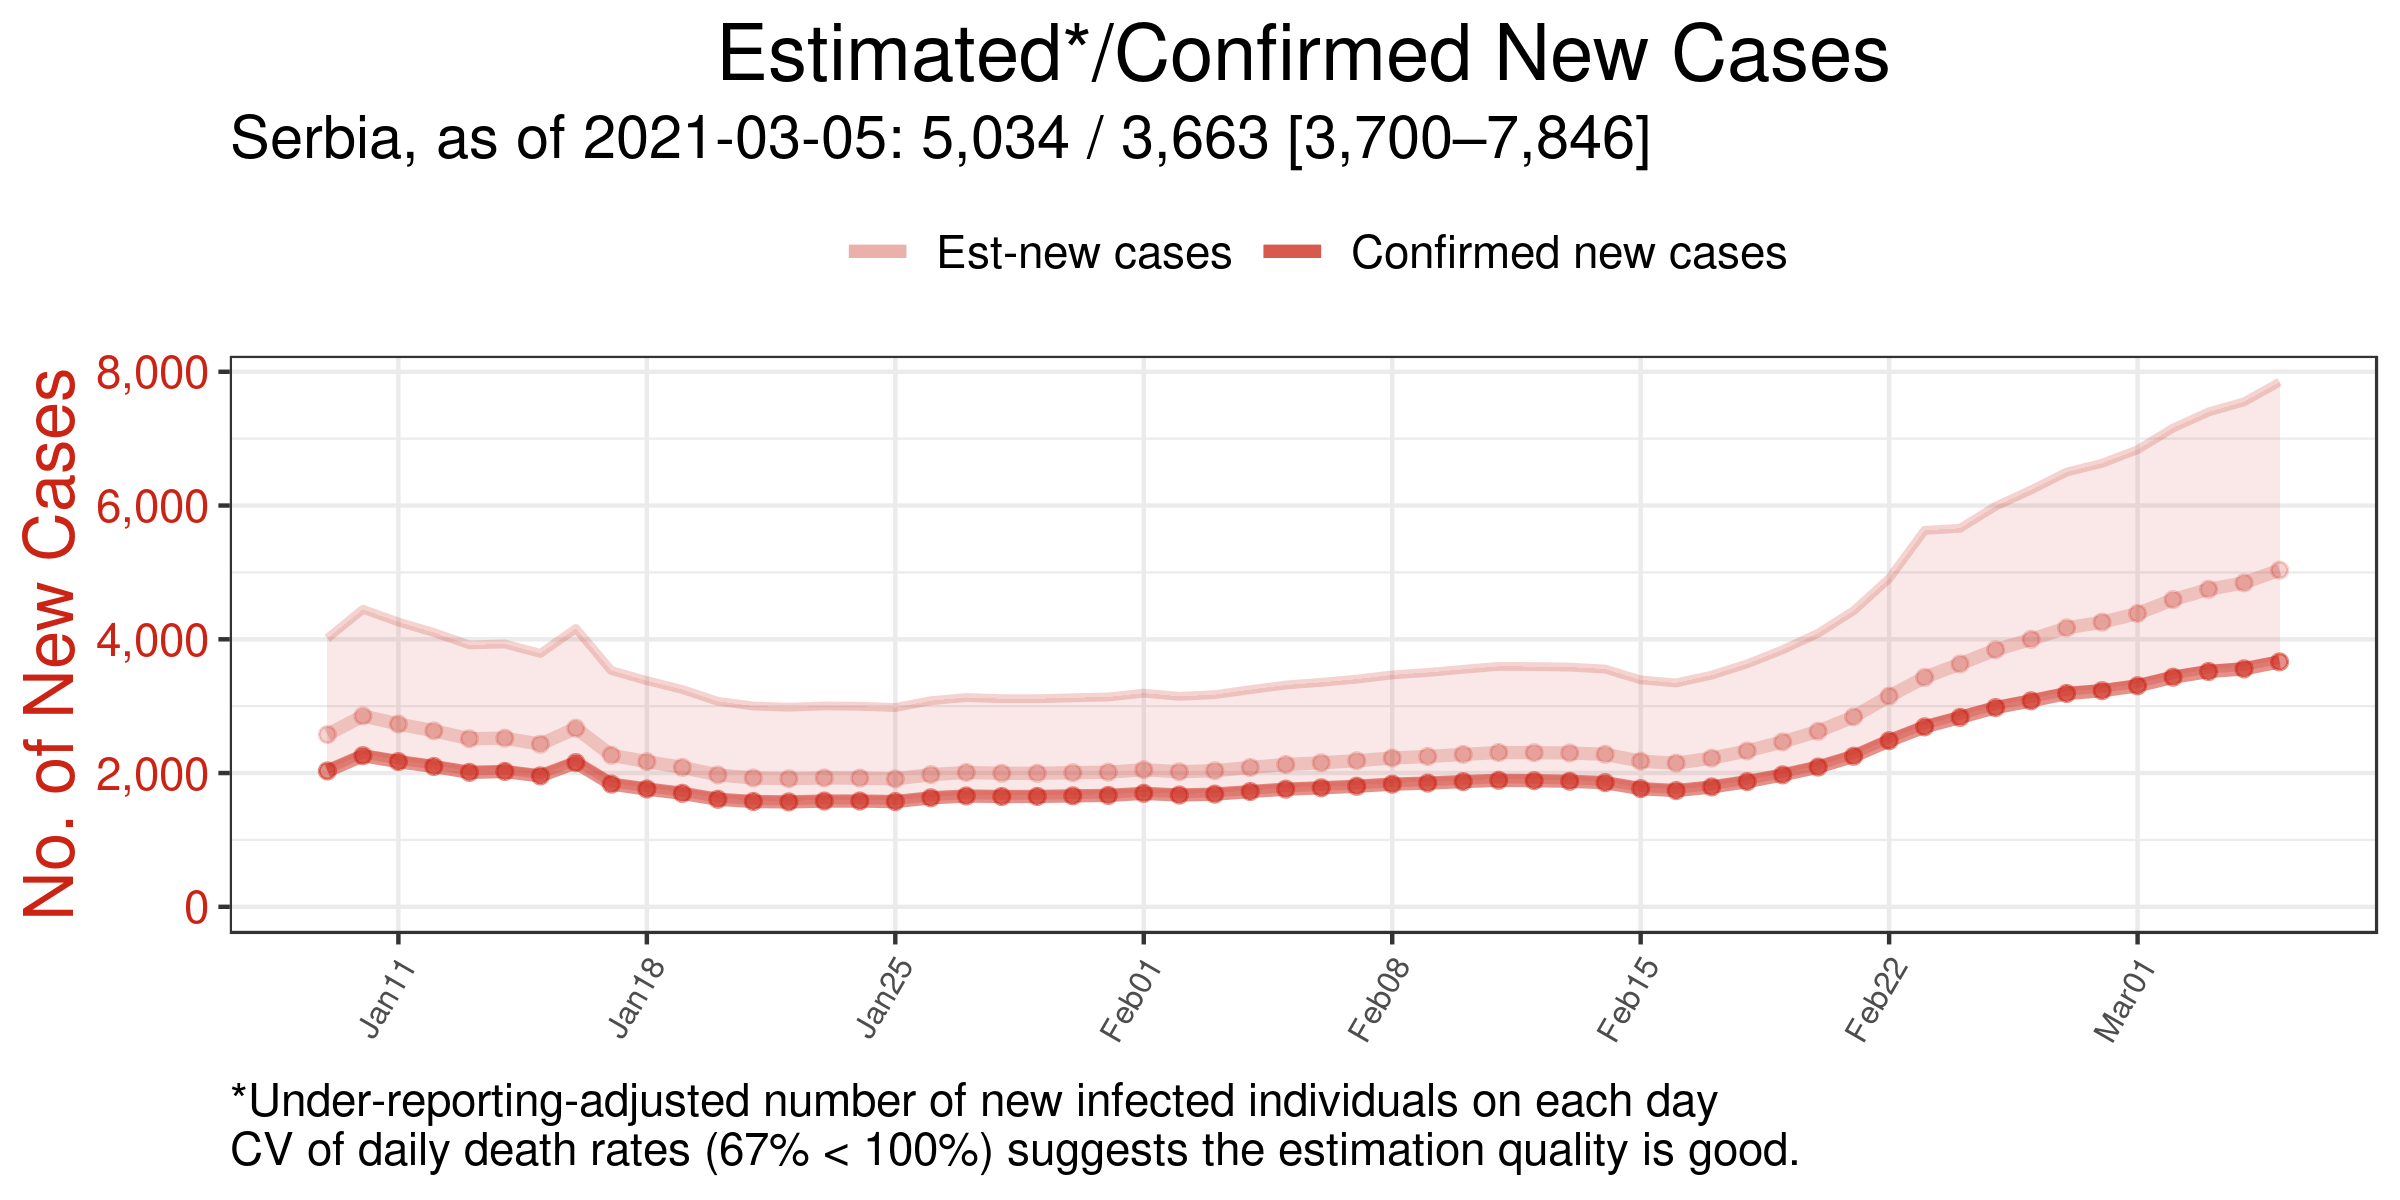 Estimated*/Confirmed New Cases
Serbia, as of 2021-03-05: 5,034 / 3,663 [3,700–7,846]
Est-new cases
Confirmed new cases
No. of New Cases
8,000
6,000
4,000
2,000
0
Jan11
Jan18
Jan25
Feb01
Feb08
Feb15
Feb22
Mar01
*Under-reporting-adjusted number of new infected individuals on each day
CV of daily death rates (67% < 100%) suggests the estimation quality is good.